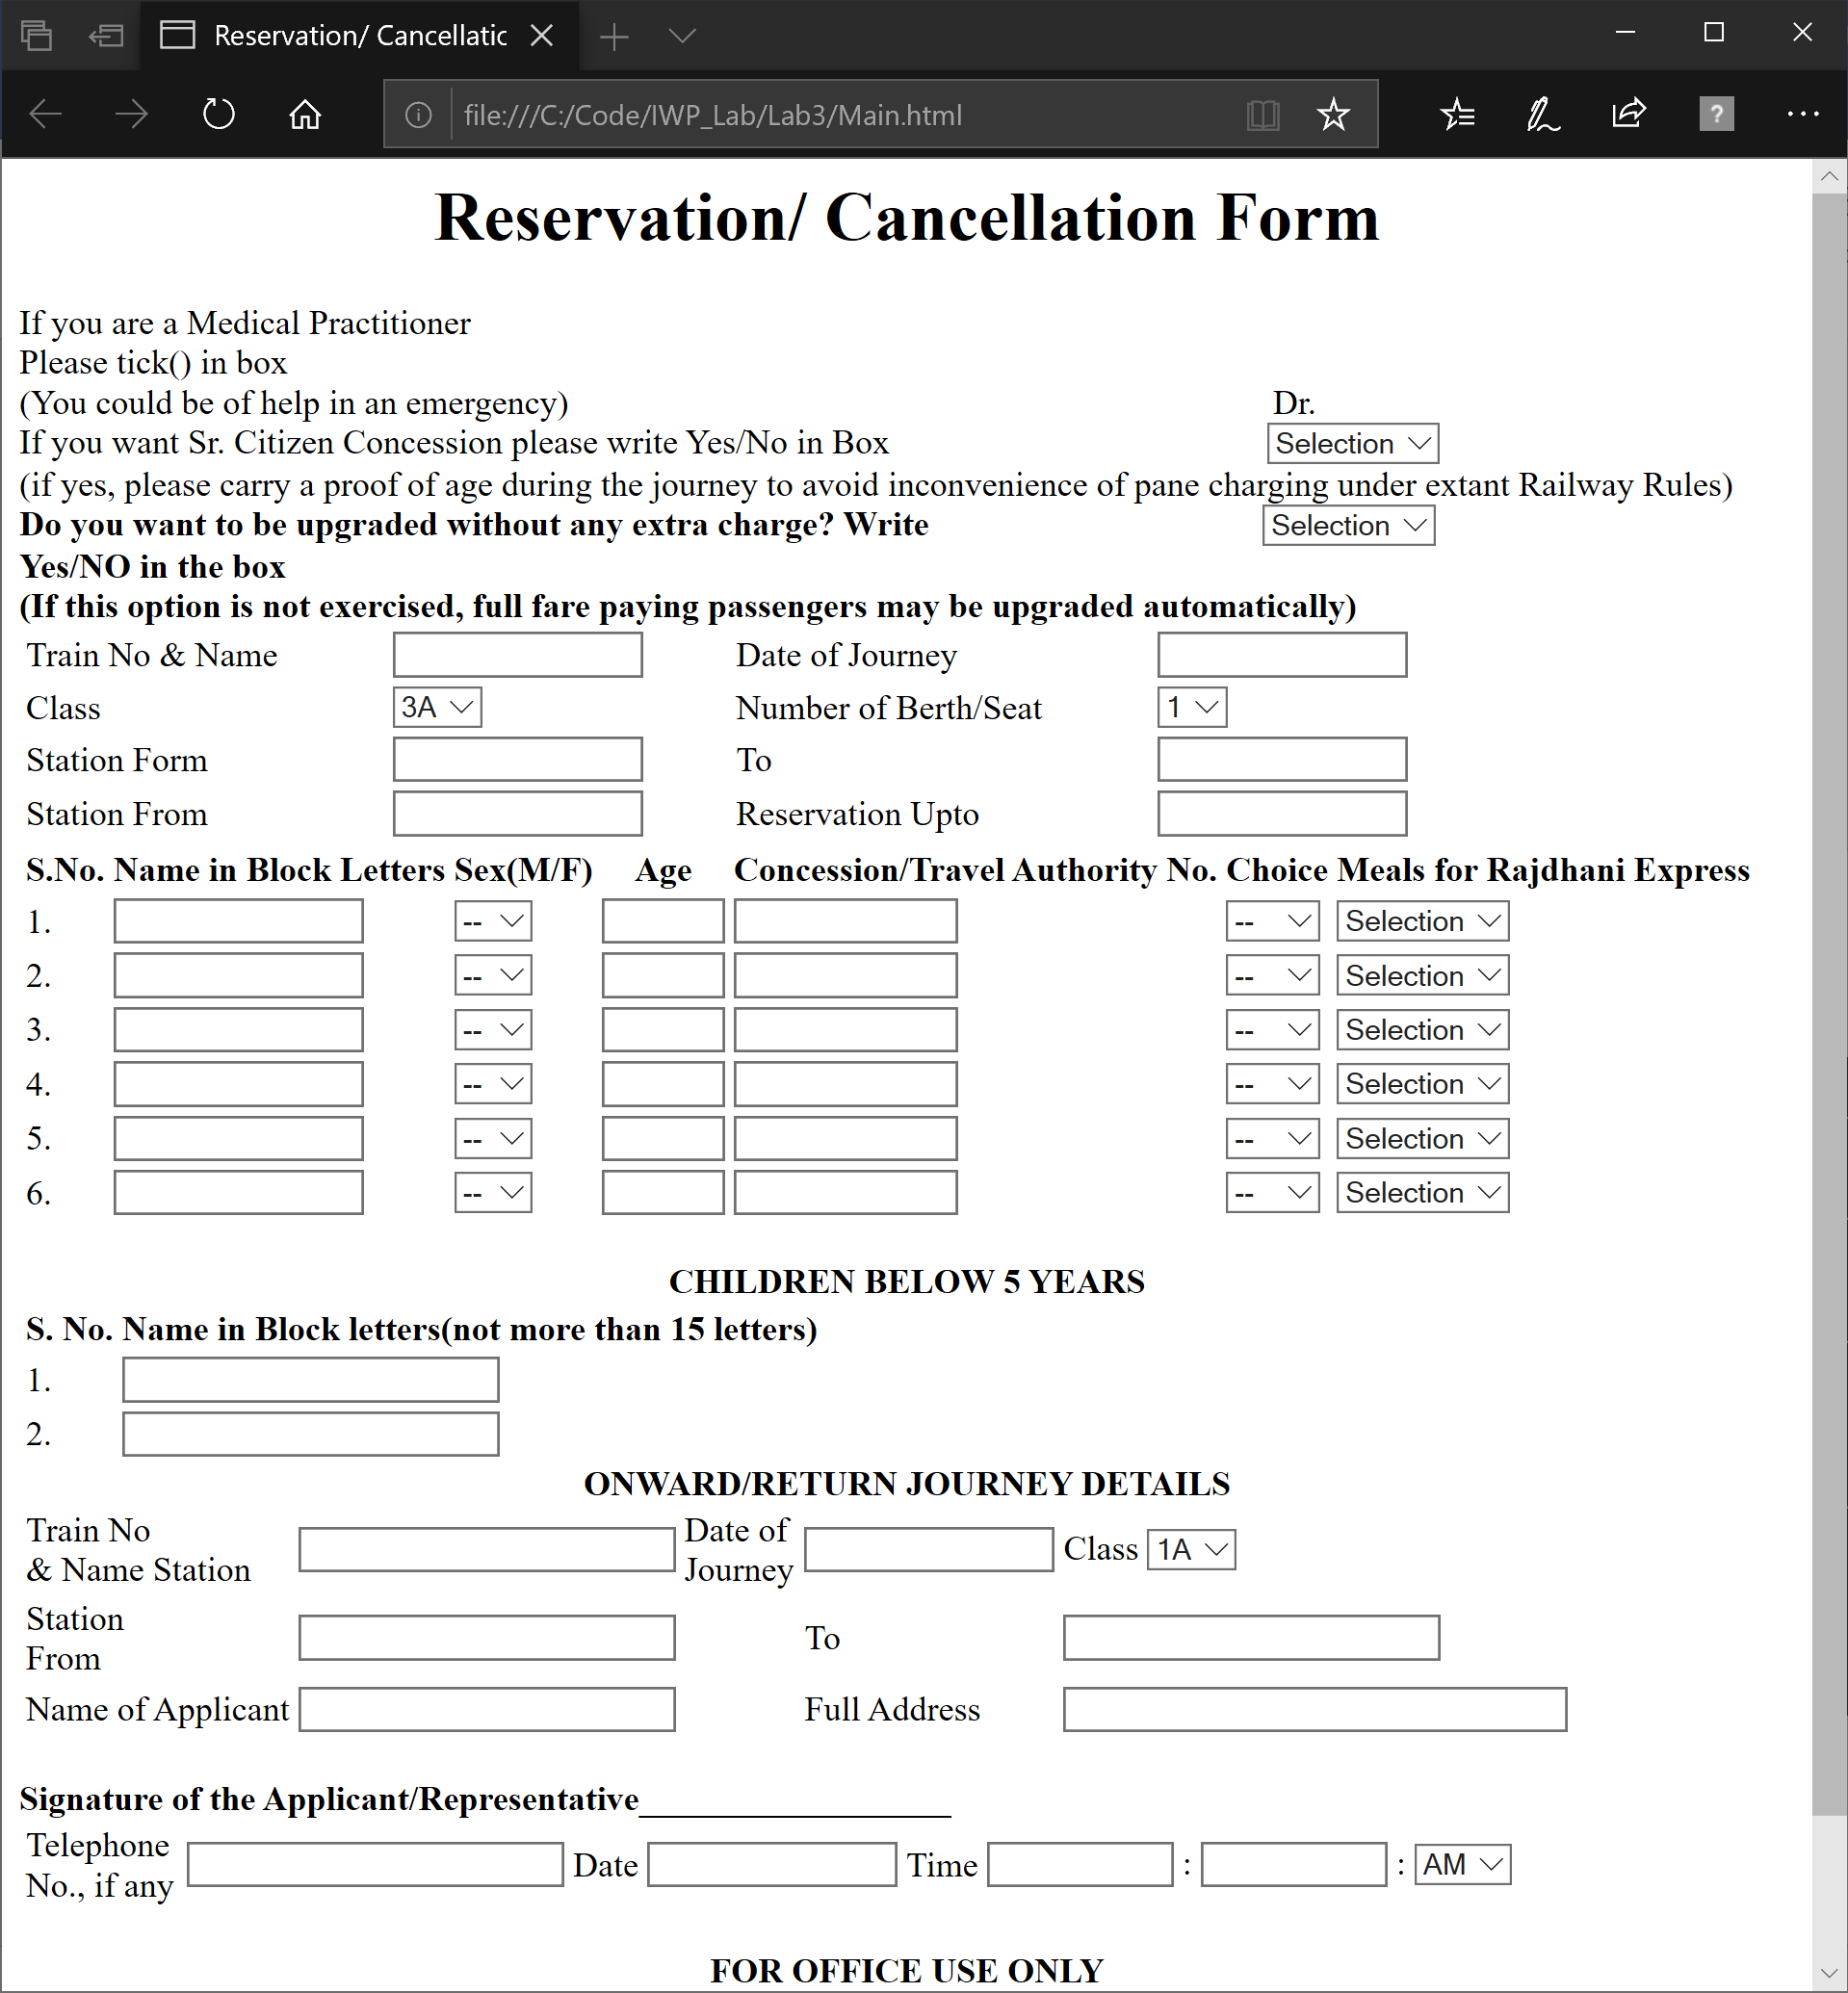 Reservation/ Cancellatic
file:///C:/Code/IWP_Lab/Lab3/Main.html
?
Reservation/ Cancellation Form
If you are a Medical Practitioner
Please tick() in box
(You could be of help in an emergency) Dr.
If you want Sr. Citizen Concession please write Yes/No in Box Selection
(if yes, please carry a proof of age during the journey to avoid inconvenience of pane charging under extant Railway Rules)
Do you want to be upgraded without any extra charge? Write Selection
Yes/NO in the box
(If this option is not exercised, full fare paying passengers may be upgraded automatically)
Train No & Name Date of Journey
Class 3A Number of Berth/Seat 1
Station Form To
Station From Reservation Upto
S.No. Name in Block Letters Sex(M/F) Age Concession/Travel Authority No. Choice Meals for Rajdhani Express
1. -- -- Selection
2. -- -- Selection
3. -- -- Selection
4. -- -- Selection
5. -- -- Selection
6. -- -- Selection
CHILDREN BELOW 5 YEARS
S. No. Name in Block letters(not more than 15 letters)
1.
2.
ONWARD/RETURN JOURNEY DETAILS
Train No
& Name Station
Date of
Journey
Class 1A
Station
From
To
Name of Applicant Full Address
Signature of the Applicant/Representative__________________
Telephone
No., if any
Date Time : : AM
FOR OFFICE USE ONLY